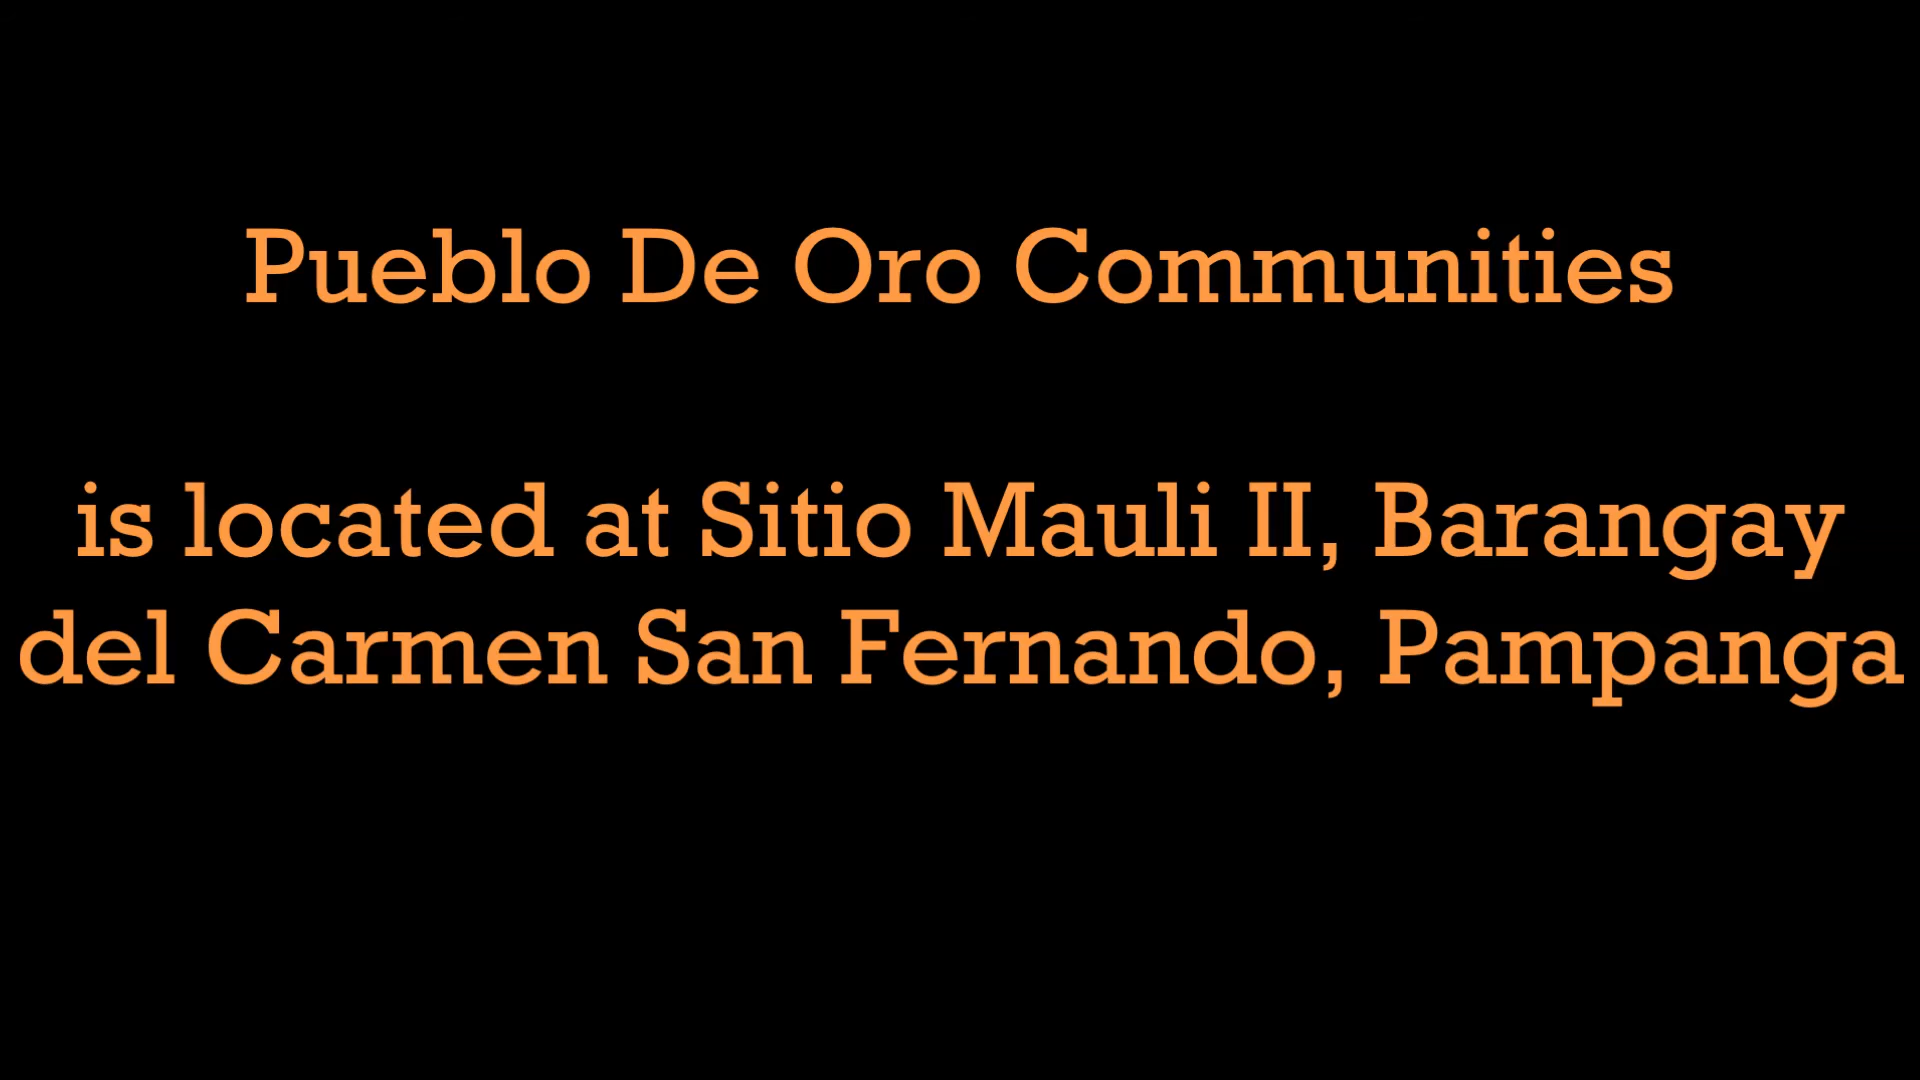 Pueblo De Oro Communities
is located at Sitio Mauli II, Barangay
del Carmen San Fernando, Pampanga